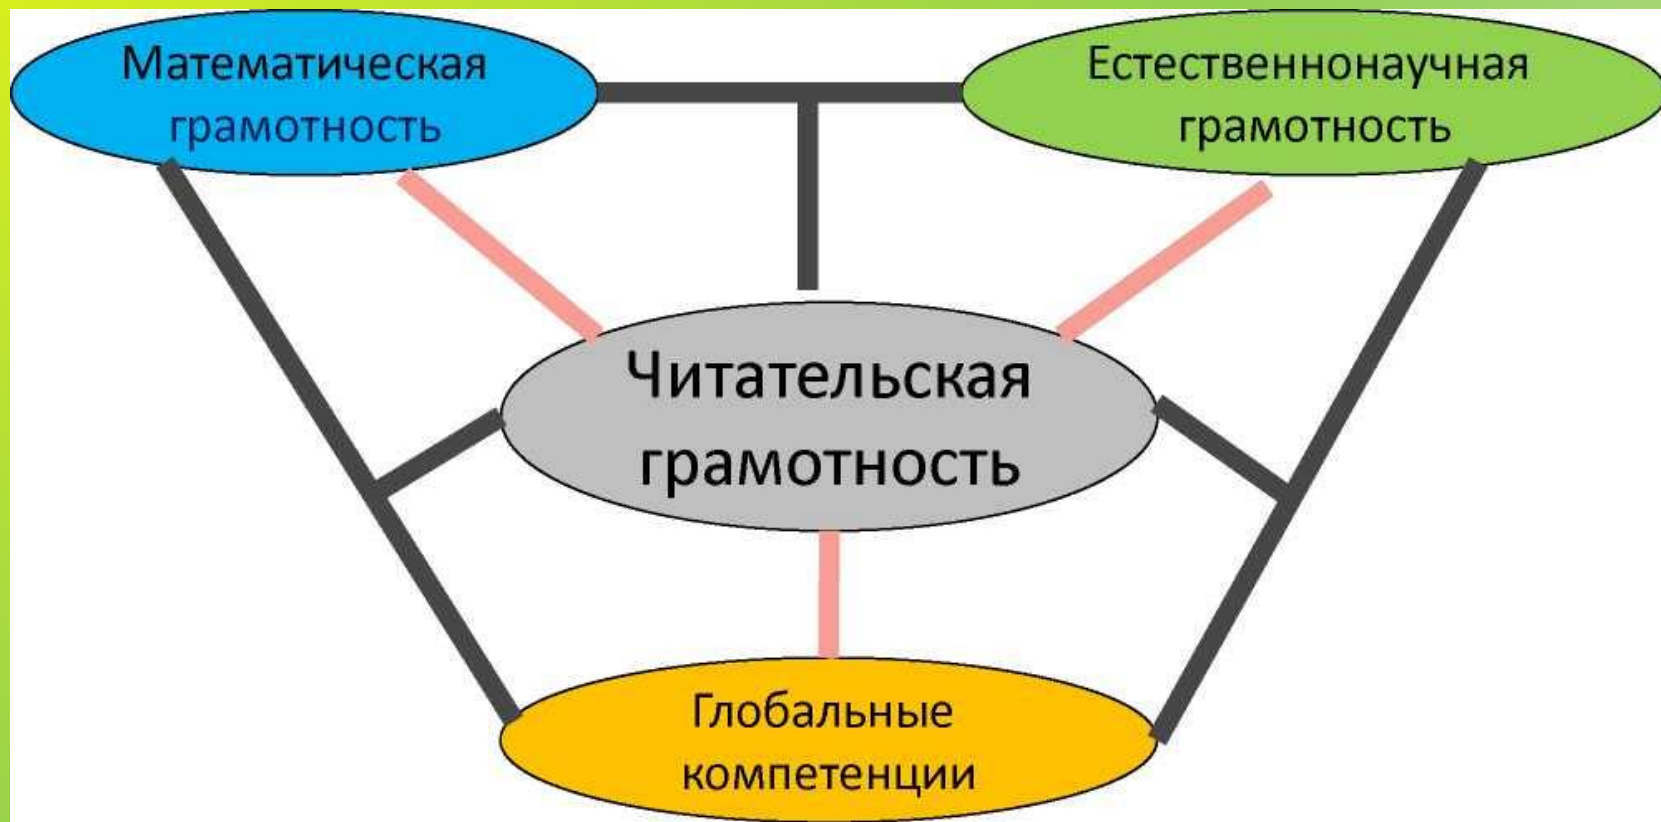 Математическая
грамотность
Естественнонаучная
грамотность
Читательская
грамотность
Глобальные
компетенции